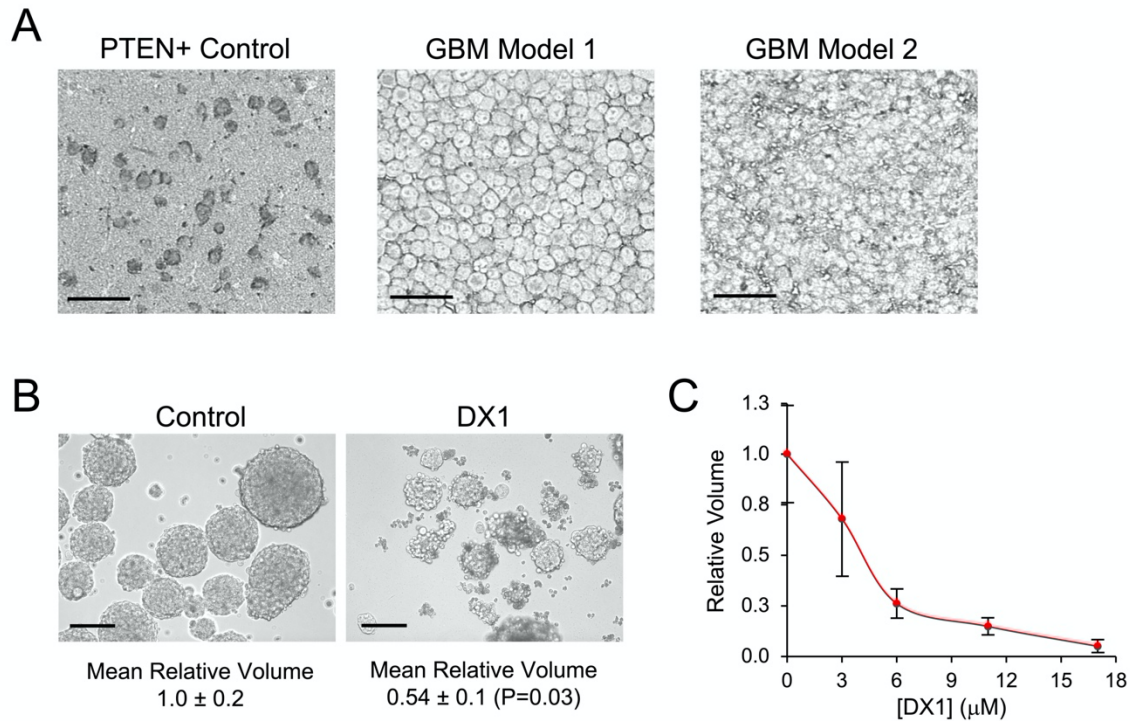 A
PTEN+ Control
GBM Model 1
GBM Model 2
B
Control
DX1
Mean Relative Volume
1.0 ± 0.2
Mean Relative Volume
0.54 ± 0.1 (P=0.03)
C
Relative Volume
1.3
1.0
0.8
0.5
0.3
0.0
0 3 6 9 12 15 18
[DX1] (μM)